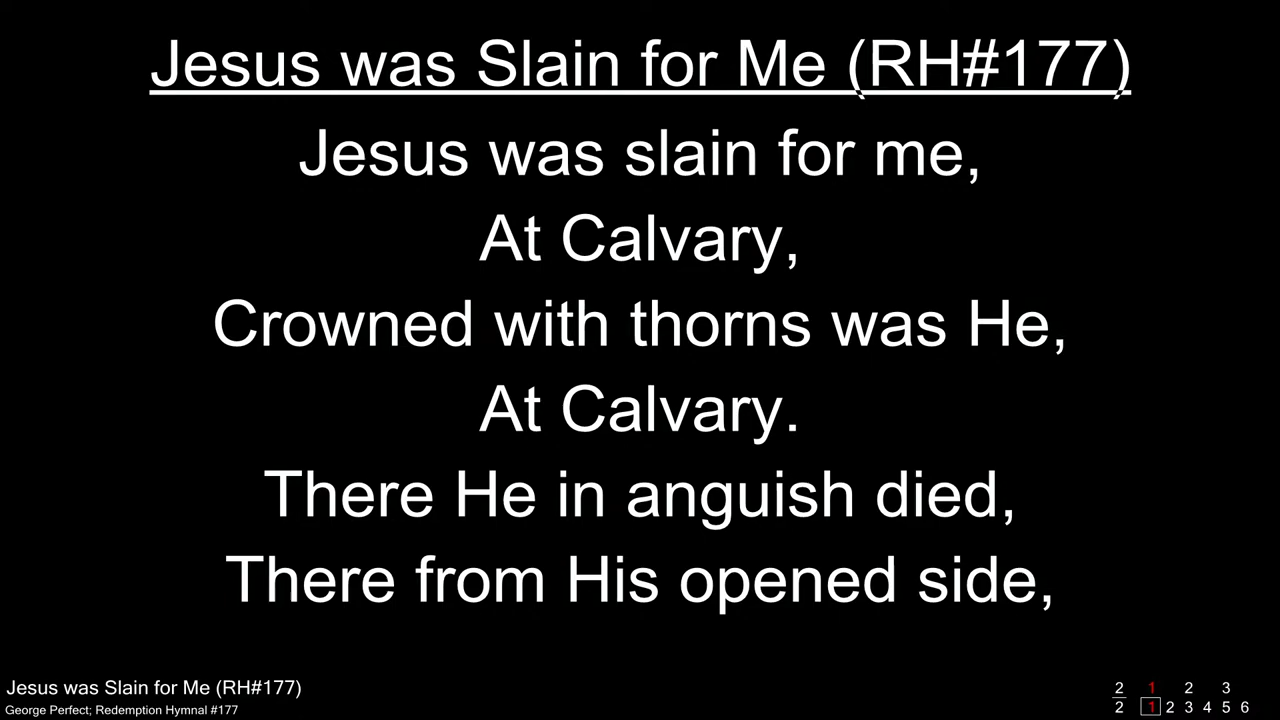 Jesus was Slain for Me (RH#177)
Jesus was slain for me,
At Calvary,
Crowned with thorns was He,
At Calvary.
There He in anguish died,
There from His opened side,
Jesus was Slain for Me (RH#177)
George Perfect; Redemption Hymnal #177
2 1 2 3
2 1 2 3 4 5 6